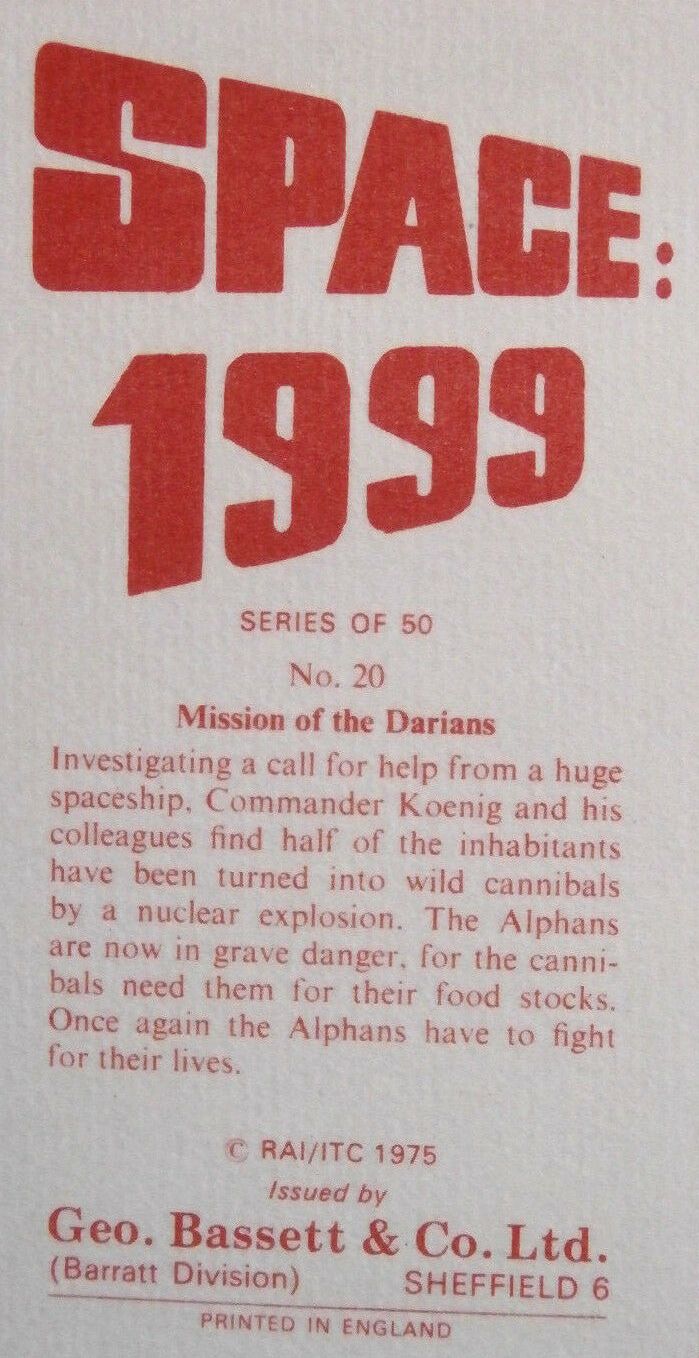 SPACE:
1999
SERIES OF 50
No. 20
Mission of the Darians
Investigating a call for help from a huge
spaceship, Commander Koenig and his
colleagues find half of the inhabitants
have been turned into wild cannibals
by a nuclear explosion. The Alphans
are now in grave danger, for the canni-
bals need them for their food stocks.
Once again the Alphans have to fight
for their lives.
© RAI/ITC 1975
Issued by
Geo. Bassett & Co. Ltd.
(Barratt Division) SHEFFIELD 6
PRINTED IN ENGLAND